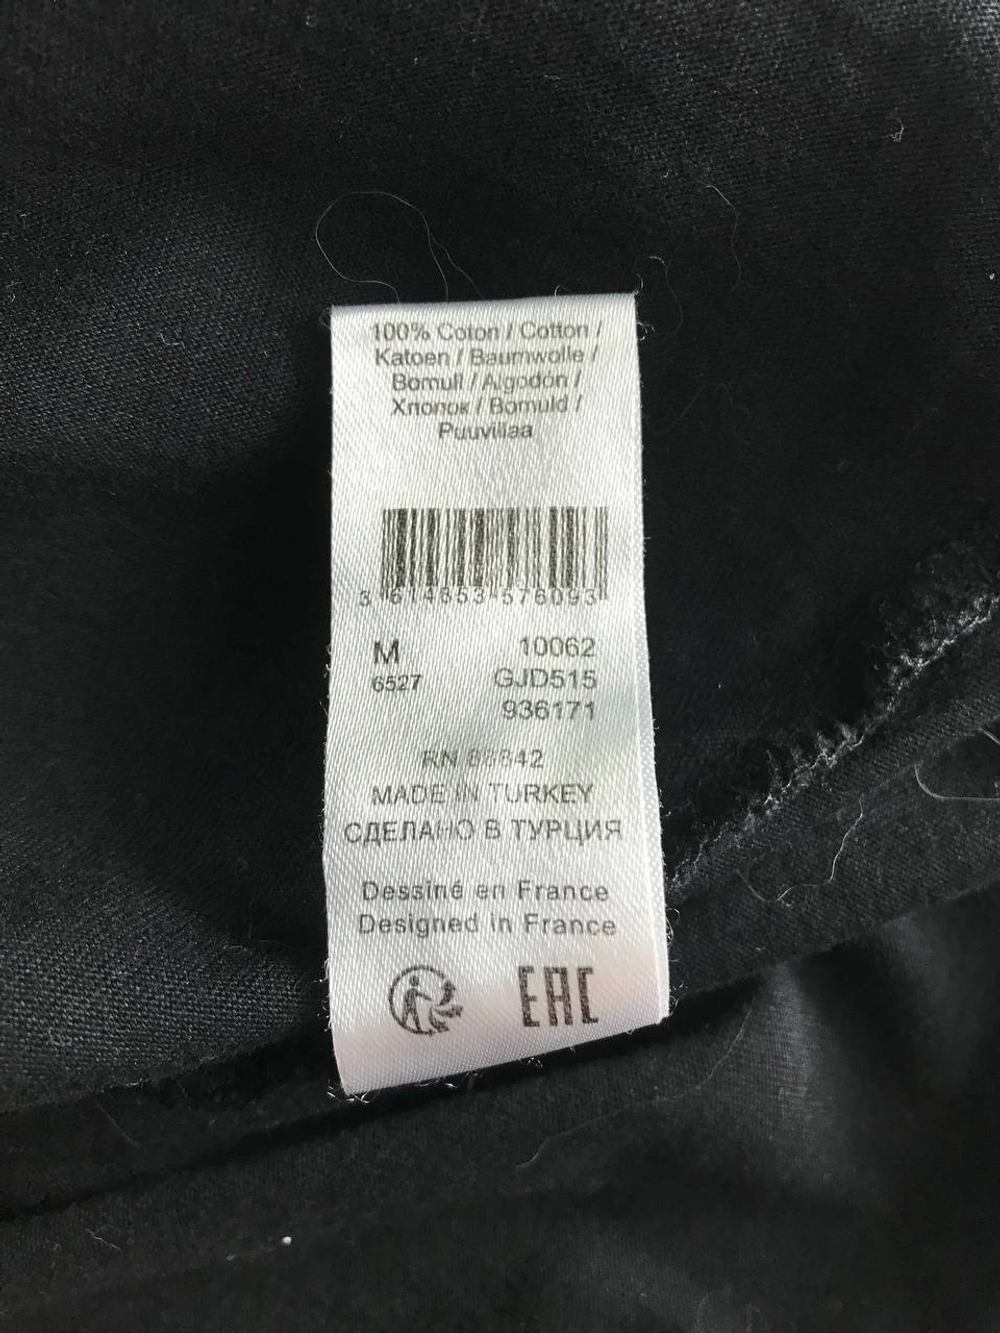 100% Coton / Cotton /
Katoen / Baumwolle /
Bomull / Algodón /
Хлопок / Bomuld /
Puuvillaa
3 614853 576093
M 10062
6527 GJD515
936171
RN
MADE IN TURKEY
СДЕЛАНО В ТУРЦИЯ
Dessiné en France
Designed in France
EAC